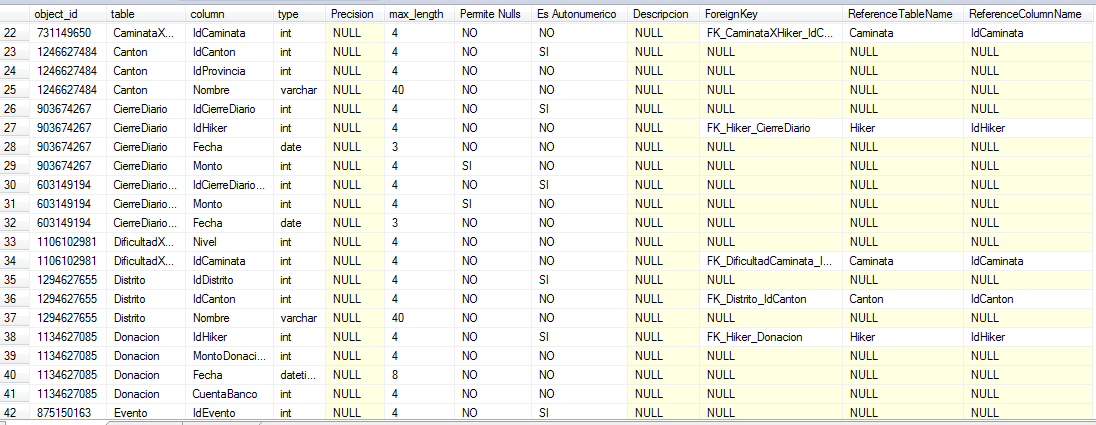 object_id table column type Precision max_length Permite Nulls Es Autonumerico Descripcion ForeignKey ReferenceTableName ReferenceColumnName
22 731149650 CaminataX... IdCaminata int NULL 4 NO NO NULL FK_CaminataXHiker_IdC... Caminata IdCaminata
23 1246627484 Canton IdCanton int NULL 4 NO SI NULL NULL NULL NULL
24 1246627484 Canton IdProvincia int NULL 4 NO NO NULL NULL NULL NULL
25 1246627484 Canton Nombre varchar NULL 40 NO NO NULL NULL NULL NULL
26 903674267 CierreDiario IdCierreDiario int NULL 4 NO SI NULL NULL NULL NULL
27 903674267 CierreDiario IdHiker int NULL 4 NO NO NULL FK_Hiker_CierreDiario Hiker IdHiker
28 903674267 CierreDiario Fecha date NULL 3 NO NO NULL NULL NULL NULL
29 903674267 CierreDiario Monto int NULL 4 SI NO NULL NULL NULL NULL
30 603149194 CierreDiario... IdCierreDiario... int NULL 4 NO SI NULL NULL NULL NULL
31 603149194 CierreDiario... Monto int NULL 4 SI NO NULL NULL NULL NULL
32 603149194 CierreDiario... Fecha date NULL 3 NO NO NULL NULL NULL NULL
33 1106102981 DificultadX... Nivel int NULL 4 NO NO NULL NULL NULL NULL
34 1106102981 DificultadX... IdCaminata int NULL 4 NO NO NULL FK_DificultadCaminata_I... Caminata IdCaminata
35 1294627655 Distrito IdDistrito int NULL 4 NO SI NULL NULL NULL NULL
36 1294627655 Distrito IdCanton int NULL 4 NO NO NULL FK_Distrito_IdCanton Canton IdCanton
37 1294627655 Distrito Nombre varchar NULL 40 NO NO NULL NULL NULL NULL
38 1134627085 Donacion IdHiker int NULL 4 NO SI NULL FK_Hiker_Donacion Hiker IdHiker
39 1134627085 Donacion MontoDonaci... int NULL 4 NO NO NULL NULL NULL NULL
40 1134627085 Donacion Fecha dateti... NULL 8 NO NO NULL NULL NULL NULL
41 1134627085 Donacion CuentaBanco int NULL 4 NO NO NULL NULL NULL NULL
42 875150163 Evento IdEvento int NULL 4 NO SI NULL NULL NULL NULL